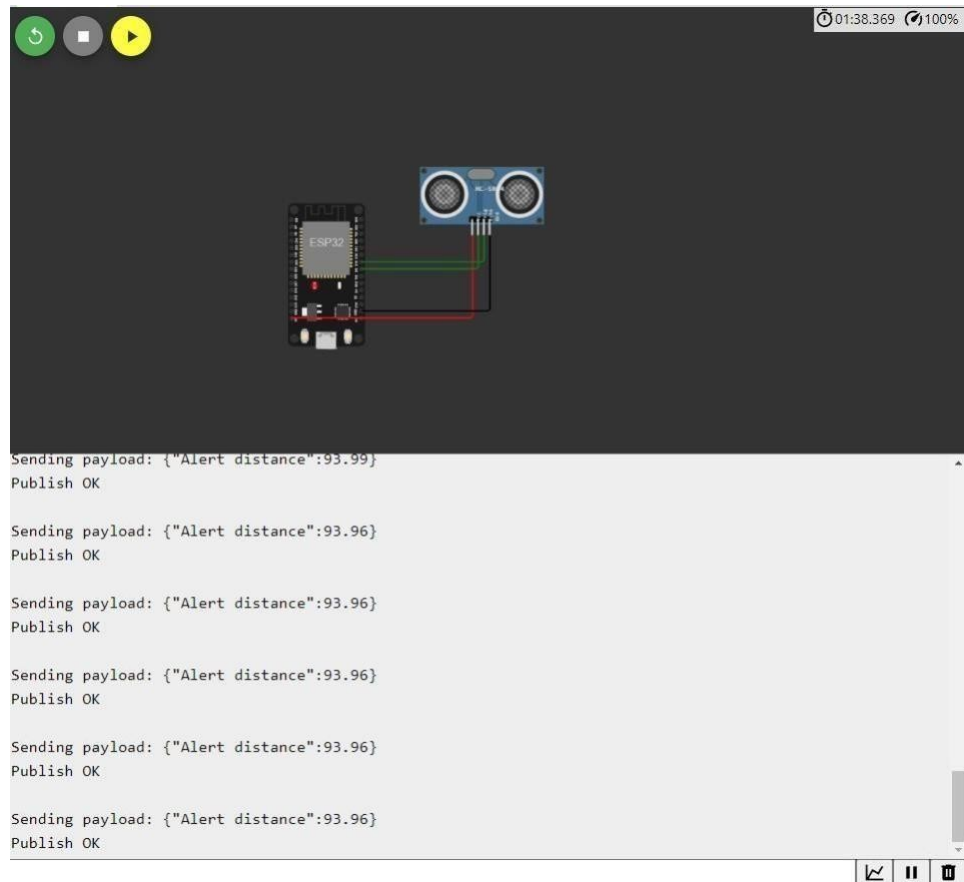 01:38.369 100%
HC-SR04
ESP32
Sending payload: {"Alert distance":93.99}
Publish OK
Sending payload: {"Alert distance":93.96}
Publish OK
Sending payload: {"Alert distance":93.96}
Publish OK
Sending payload: {"Alert distance":93.96}
Publish OK
Sending payload: {"Alert distance":93.96}
Publish OK
Sending payload: {"Alert distance":93.96}
Publish OK